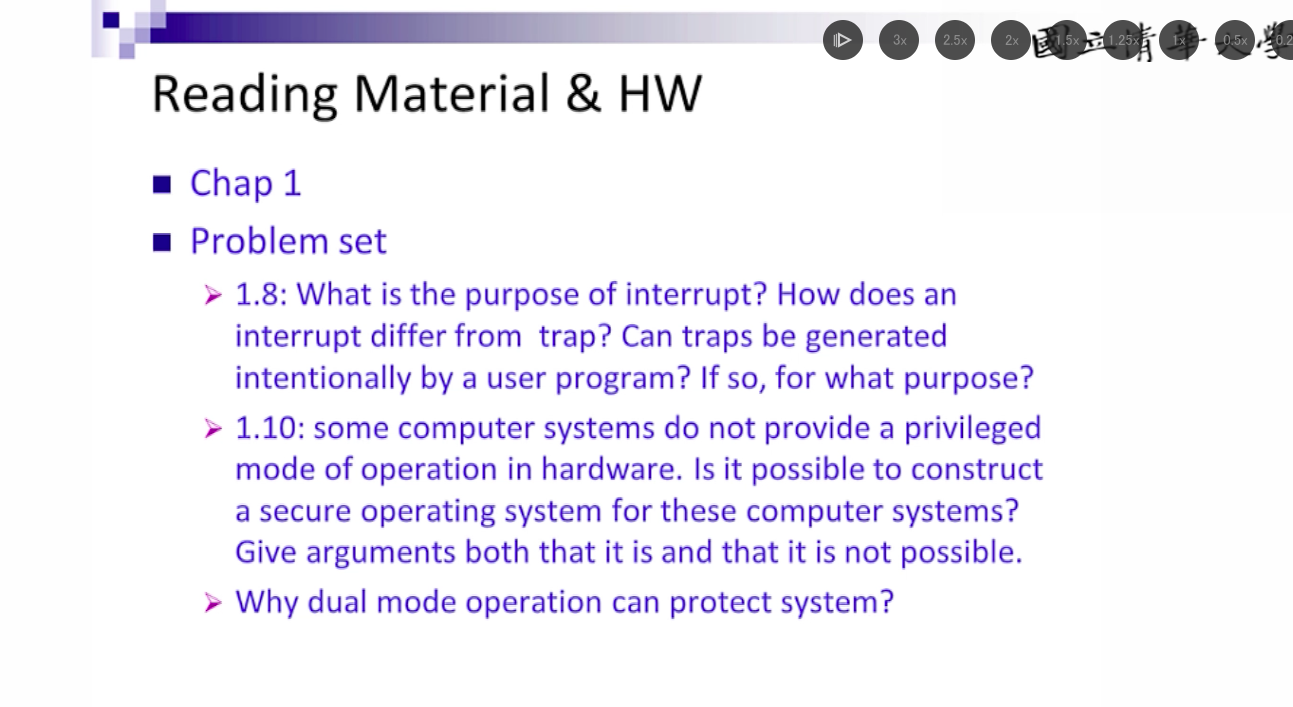 3x 2.5x 2x 1.5x 1.25x 1x 0.5x
國立清華大學
Reading Material & HW
Chap 1
Problem set
1.8: What is the purpose of interrupt? How does an
interrupt differ from trap? Can traps be generated
intentionally by a user program? If so, for what purpose?
1.10: some computer systems do not provide a privileged
mode of operation in hardware. Is it possible to construct
a secure operating system for these computer systems?
Give arguments both that it is and that it is not possible.
Why dual mode operation can protect system?